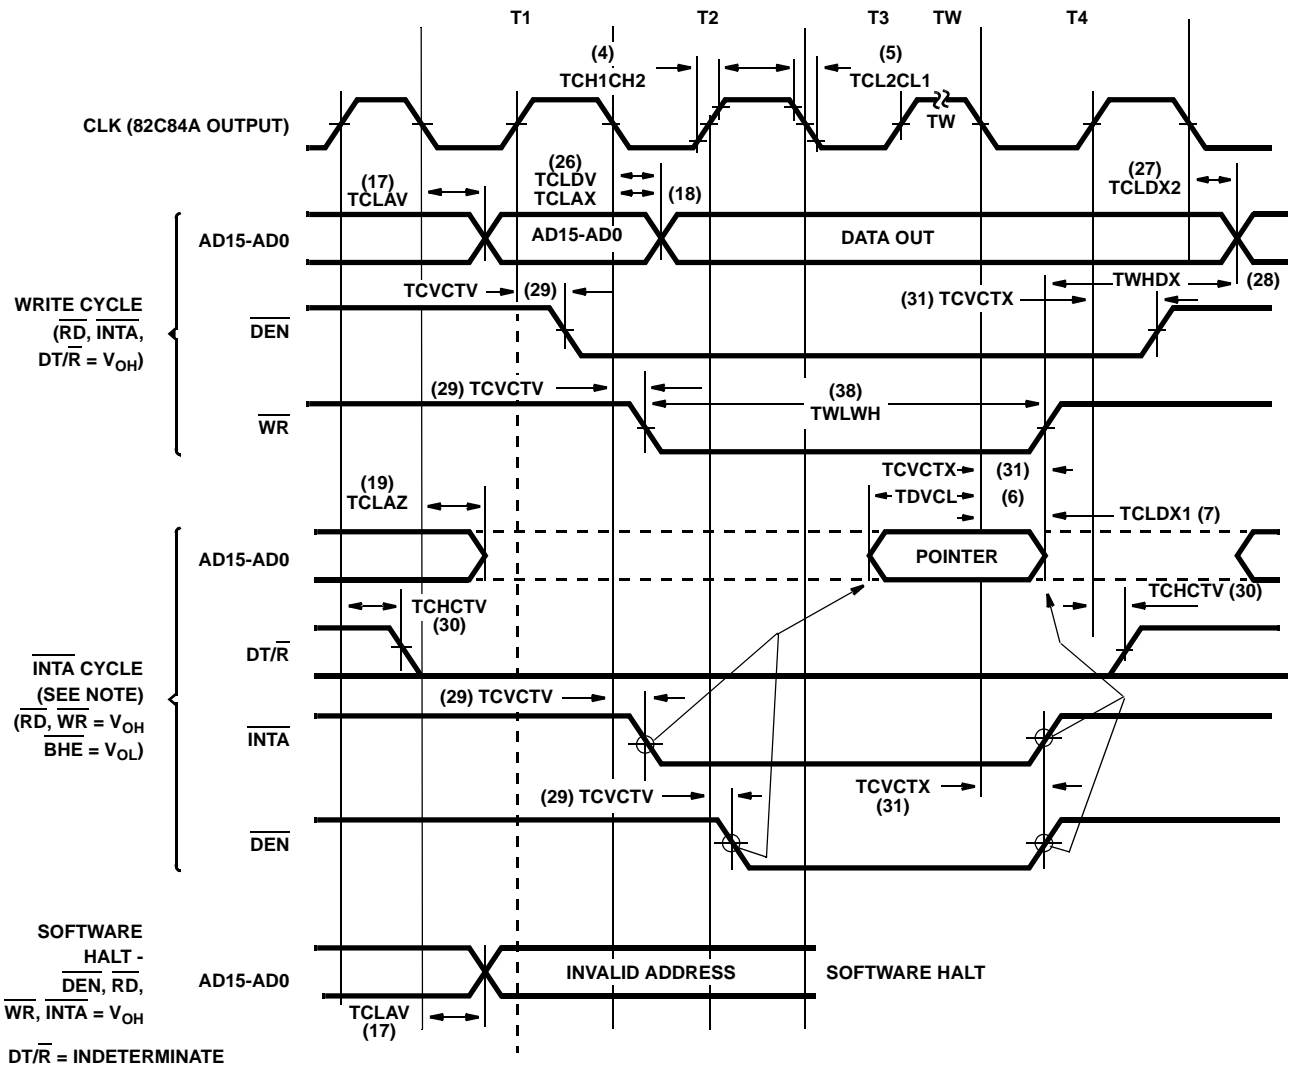 T1 T2 T3 TW T4
(4) (5)
TCH1CH2 TCL2CL1
CLK (82C84A OUTPUT) TW
(17) (26) (27)
TCLAV TCLDV (18) TCLDX2
TCLAX
AD15-AD0 AD15-AD0 DATA OUT
TCVCTV (29) (31) TCVCTX TWHDX (28)
WRITE CYCLE
(RD, INTA,
DT/R = VOH)
DEN
(29) TCVCTV (38)
TWLWH
WR
(19) TCVCTX (31)
TCLAZ TDVCL (6)
TCLDX1 (7)
AD15-AD0 POINTER
TCHCTV TCHCTV (30)
(30)
DT/R
INTA CYCLE
(SEE NOTE)
(RD, WR = VOH
BHE = VOL)
(29) TCVCTV
INTA
(29) TCVCTV TCVCTX
(31)
DEN
SOFTWARE
HALT -
DEN, RD,
WR, INTA = VOH
AD15-AD0 INVALID ADDRESS SOFTWARE HALT
TCLAV
(17)
DT/R = INDETERMINATE